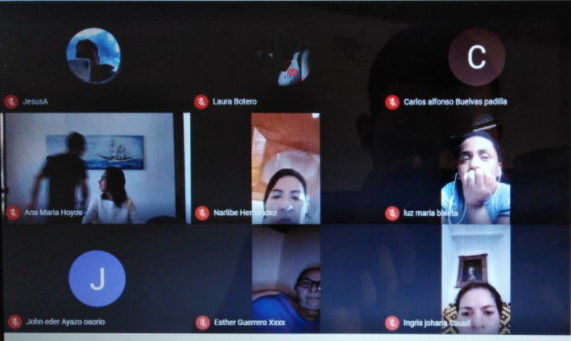 JesusA
Laura Botero
C
Carlos alfonso Buelvas padilla
Ana Maria Hoyos
Narlibe Hernandez
luz maria
J
John eder Ayazo osorio
Esther Guerrero Xxxx
Ingris johana